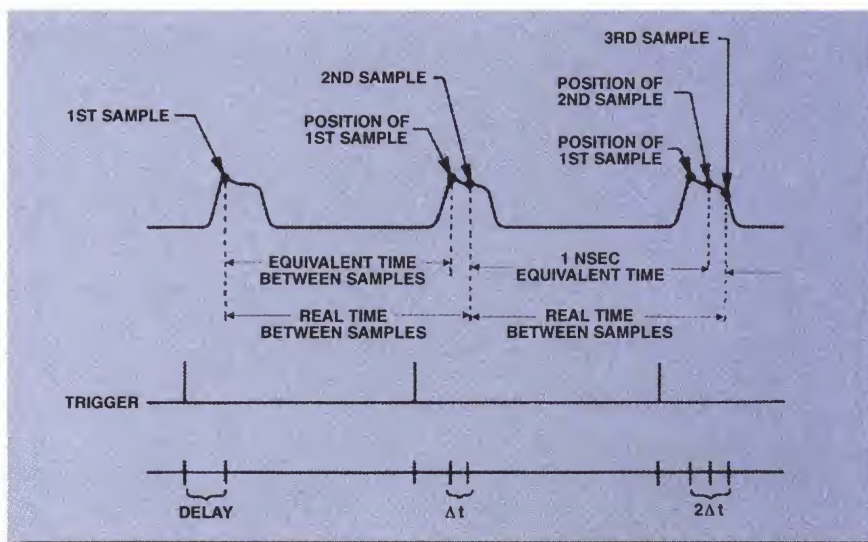 3RD SAMPLE
2ND SAMPLE
POSITION OF
2ND SAMPLE
1ST SAMPLE
POSITION OF
1ST SAMPLE
POSITION OF
1ST SAMPLE
EQUIVALENT TIME
BETWEEN SAMPLES
1 NSEC
EQUIVALENT TIME
REAL TIME
BETWEEN SAMPLES
REAL TIME
BETWEEN SAMPLES
TRIGGER
DELAY
Δt
2Δt